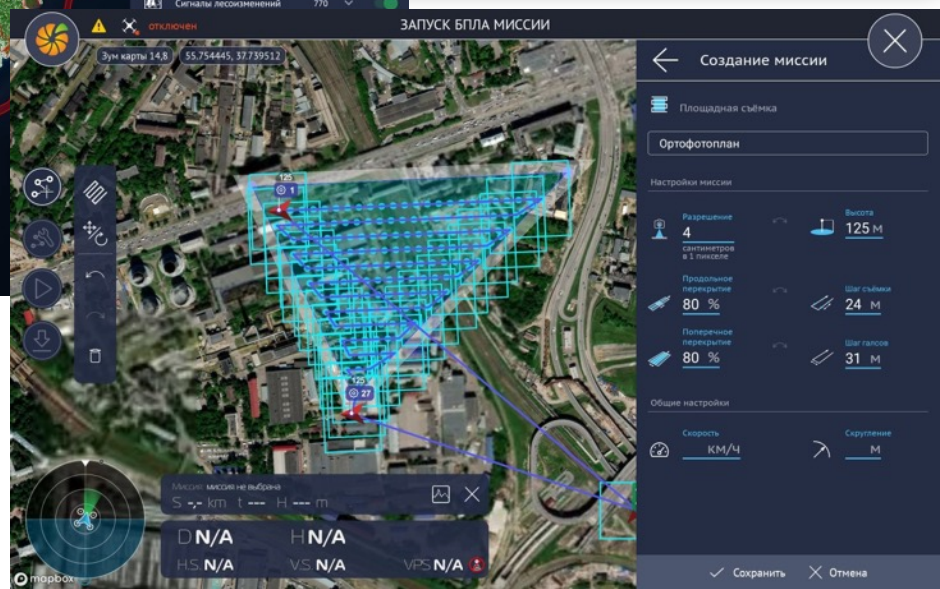 Сигналы лесоизменений 770
отключен
ЗАПУСК БПЛА МИССИИ
Зум карты 14,8
55.754445, 37.739512
Создание миссии
Площадная съёмка
Ортофотоплан
Настройки миссии
Разрешение
4
сантиметров
в 1 пикселе
Высота
125 м
Продольное
перекрытие
80 %
Шаг съёмки
24 м
Поперечное
перекрытие
80 %
Шаг галсов
31 м
Общие настройки
Скорость
км/ч
Скругление
м
Сохранить
Отмена
125
1
125
27
Миссия: миссия не выбрана
S -,- km t --- H --- m
D N/A H N/A
H.S. N/A V.S. N/A VPS N/A
mapbox